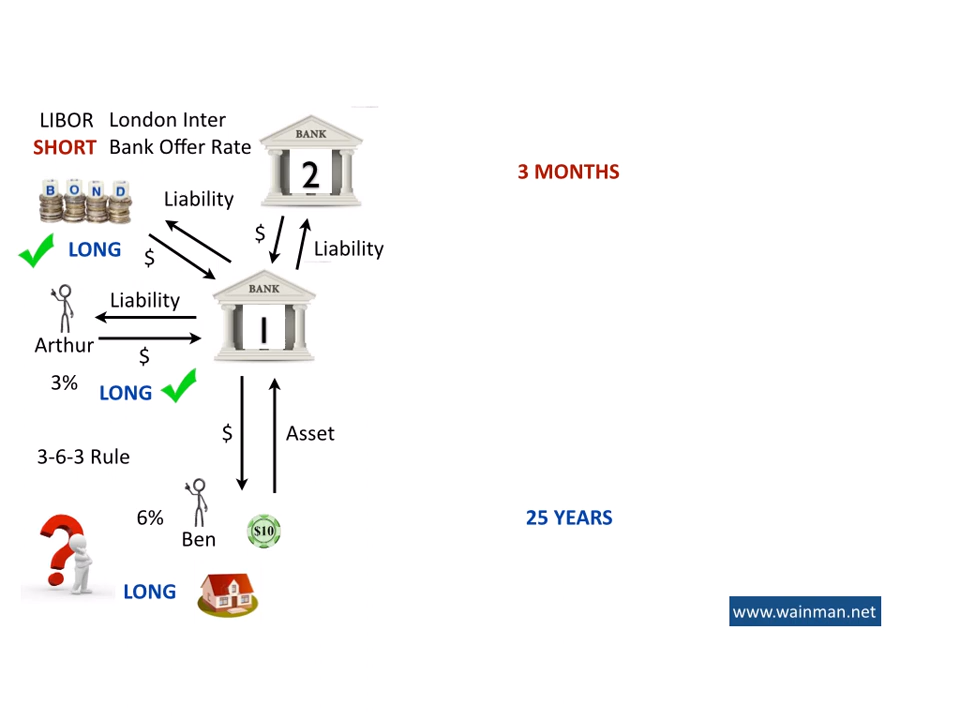 LIBOR London Inter
SHORT Bank Offer Rate
BANK
2
3 MONTHS
BOND
Liability
$
Liability
LONG
$
BANK
1
Liability
Arthur
$
3%
LONG
$
Asset
3-6-3 Rule
6%
Ben
$10
25 YEARS
?
LONG
www.wainman.net